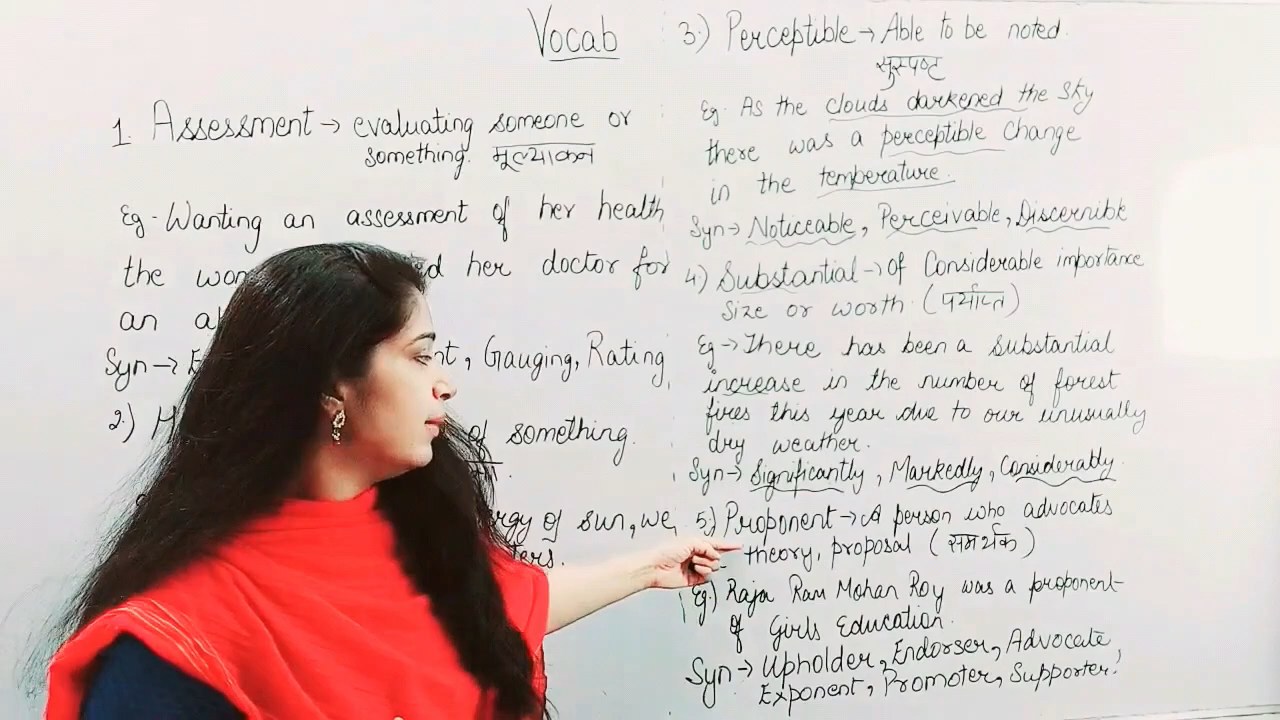 Vocab
1. Assessment → evaluating someone or
something. मूल्यांकन
Eg - Wanting an assessment of her health
the her doctor for
an
Syn → , Gauging, Rating
2.) of something.
of sun, we
3.) Perceptible → Able to be noted.
सुस्पष्ट
Eg. As the clouds darkened the sky
there was a perceptible change
in the temperature.
Syn → Noticeable, Perceivable, Discernible
4) Substantial → of Considerable importance
size or worth. (पर्याप्त)
Eg → There has been a substantial
increase in the number of forest
fires this year due to our unusually
dry weather.
Syn → Significantly, Markedly, Considerably.
5.) Proponent → A person who advocates
theory, proposal (समर्थक)
Eg.) Raja Ram Mohan Roy was a proponent
of Girls Education.
Syn → Upholder, Endorser, Advocate,
Exponent, Promoter, Supporter.